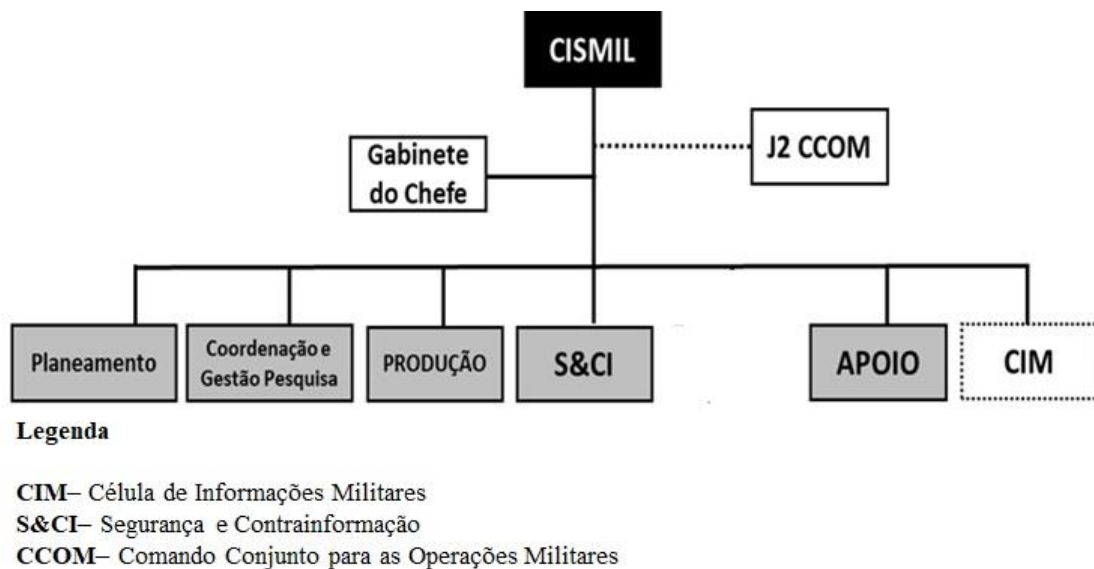 CISMIL
J2 CCOM
Gabinete
do Chefe
Planeamento
Coordenação e
Gestão Pesquisa
PRODUÇÃO
S&CI
APOIO
CIM
Legenda
CIM– Célula de Informações Militares
S&CI– Segurança e Contrainformação
CCOM– Comando Conjunto para as Operações Militares